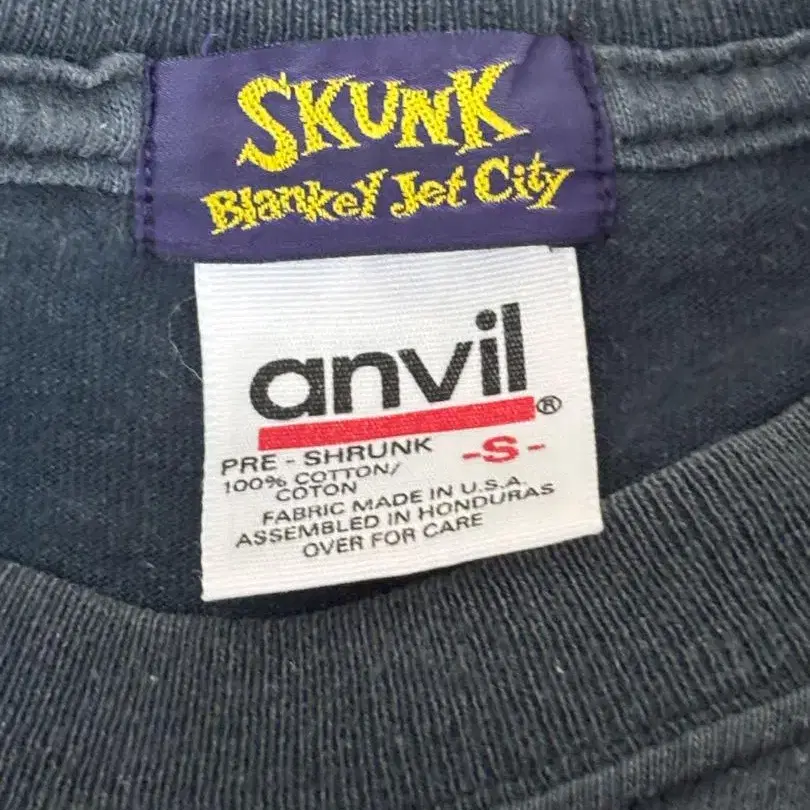 SKUNK
Blankey Jet City
anvil®
PRE - SHRUNK -S-
100% COTTON/
COTON
FABRIC MADE IN U.S.A.
ASSEMBLED IN HONDURAS
OVER FOR CARE